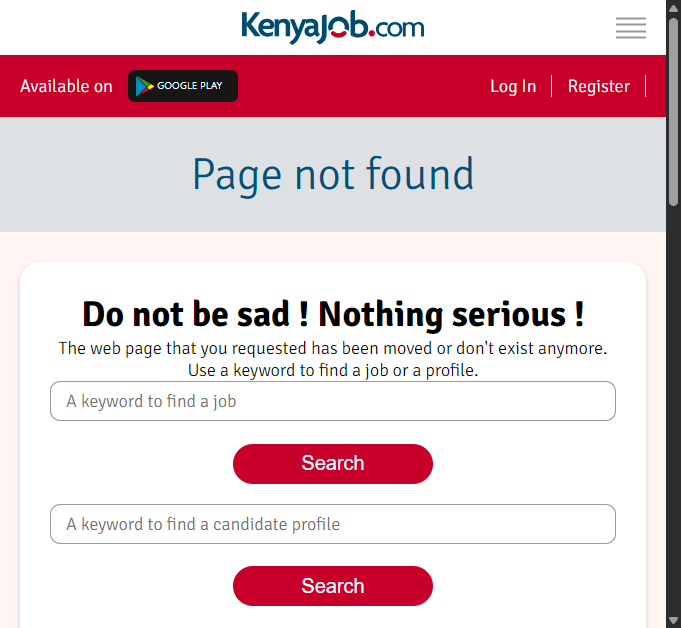 KenyaJob.com
Available on
GOOGLE PLAY
Log In
Register
Page not found
Do not be sad ! Nothing serious !
The web page that you requested has been moved or don't exist anymore.
Use a keyword to find a job or a profile.
A keyword to find a job
Search
A keyword to find a candidate profile
Search